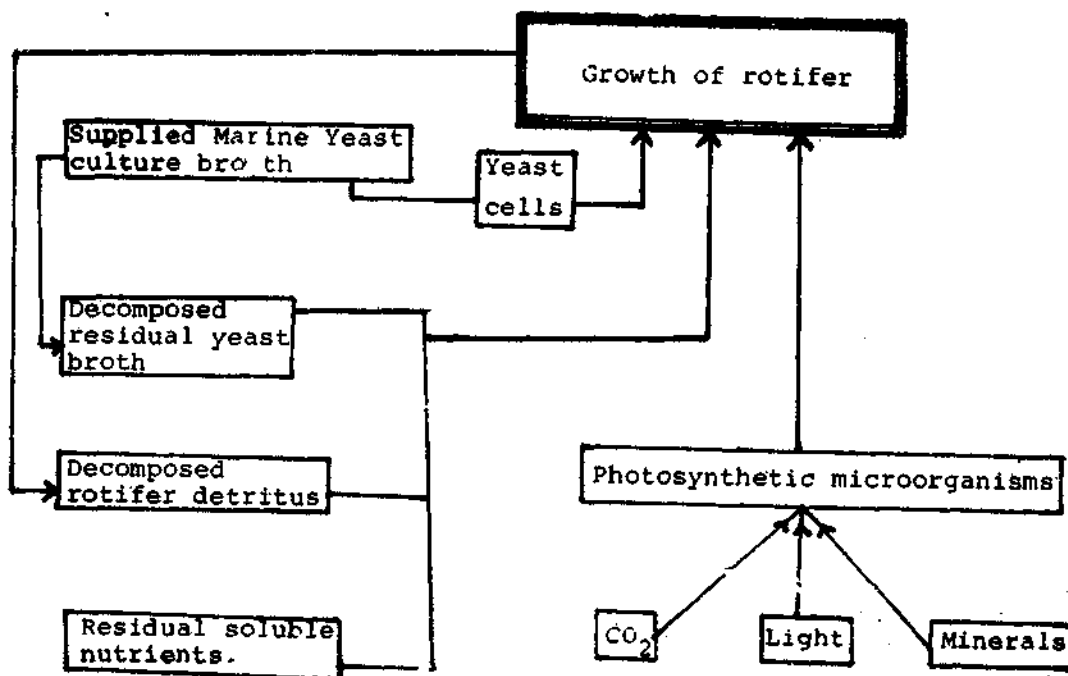 Growth of rotifer
Supplied Marine Yeast
culture bro th
Yeast
cells
Decomposed
residual yeast
broth
Decomposed
rotifer detritus
Photosynthetic microorganisms
Residual soluble
nutrients.
CO₂
Light
Minerals